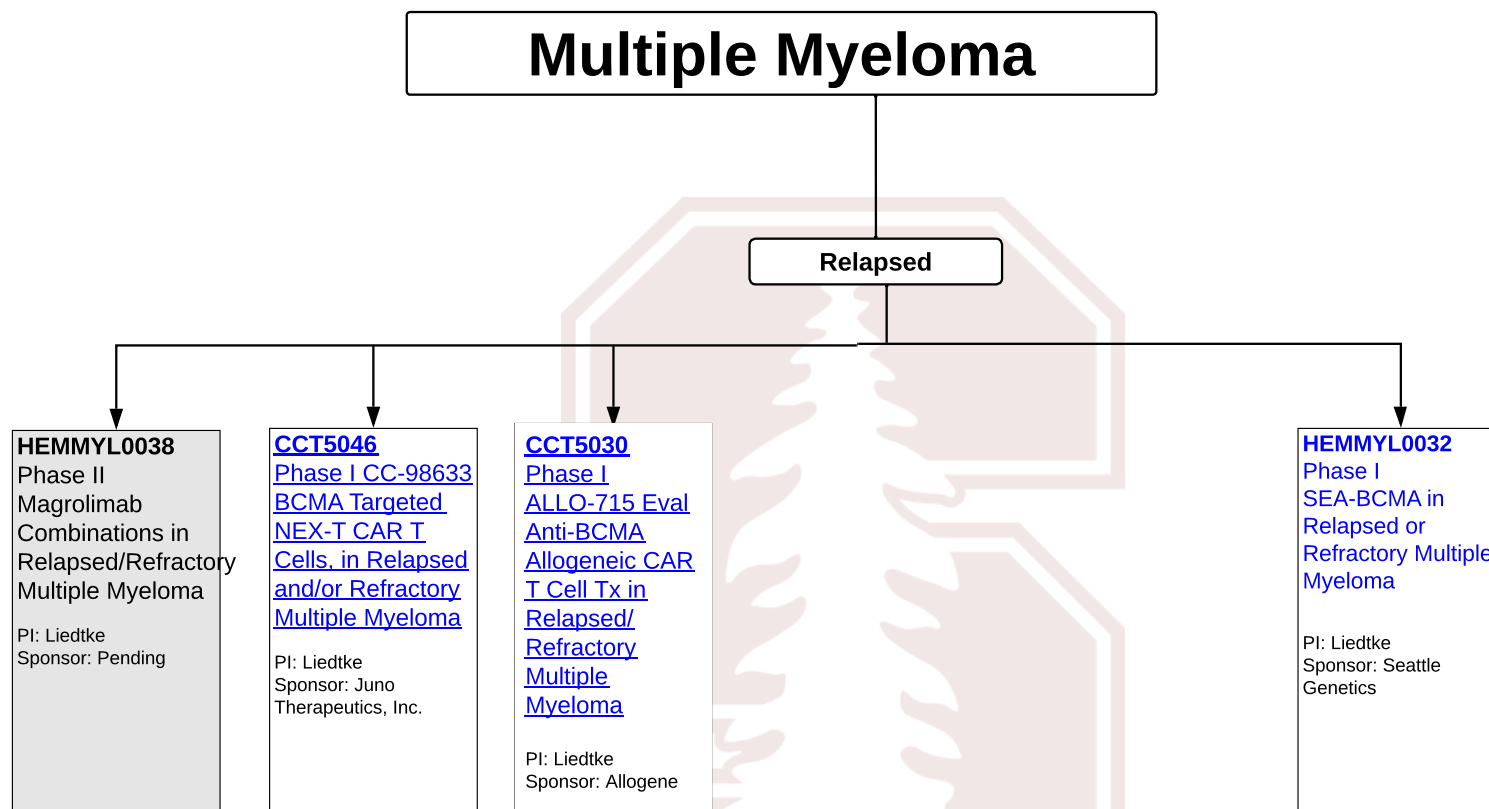 Multiple Myeloma
Relapsed
HEMMYL0038
Phase II
Magrolimab
Combinations in
Relapsed/Refractory
Multiple Myeloma
PI: Liedtke
Sponsor: Pending
CCT5046
Phase I CC-98633
BCMA Targeted
NEX-T CAR T
Cells, in Relapsed
and/or Refractory
Multiple Myeloma
PI: Liedtke
Sponsor: Juno
Therapeutics, Inc.
CCT5030
Phase I
ALLO-715 Eval
Anti-BCMA
Allogeneic CAR
T Cell Tx in
Relapsed/
Refractory
Multiple
Myeloma
PI: Liedtke
Sponsor: Allogene
HEMMYL0032
Phase I
SEA-BCMA in
Relapsed or
Refractory Multiple
Myeloma
PI: Liedtke
Sponsor: Seattle
Genetics